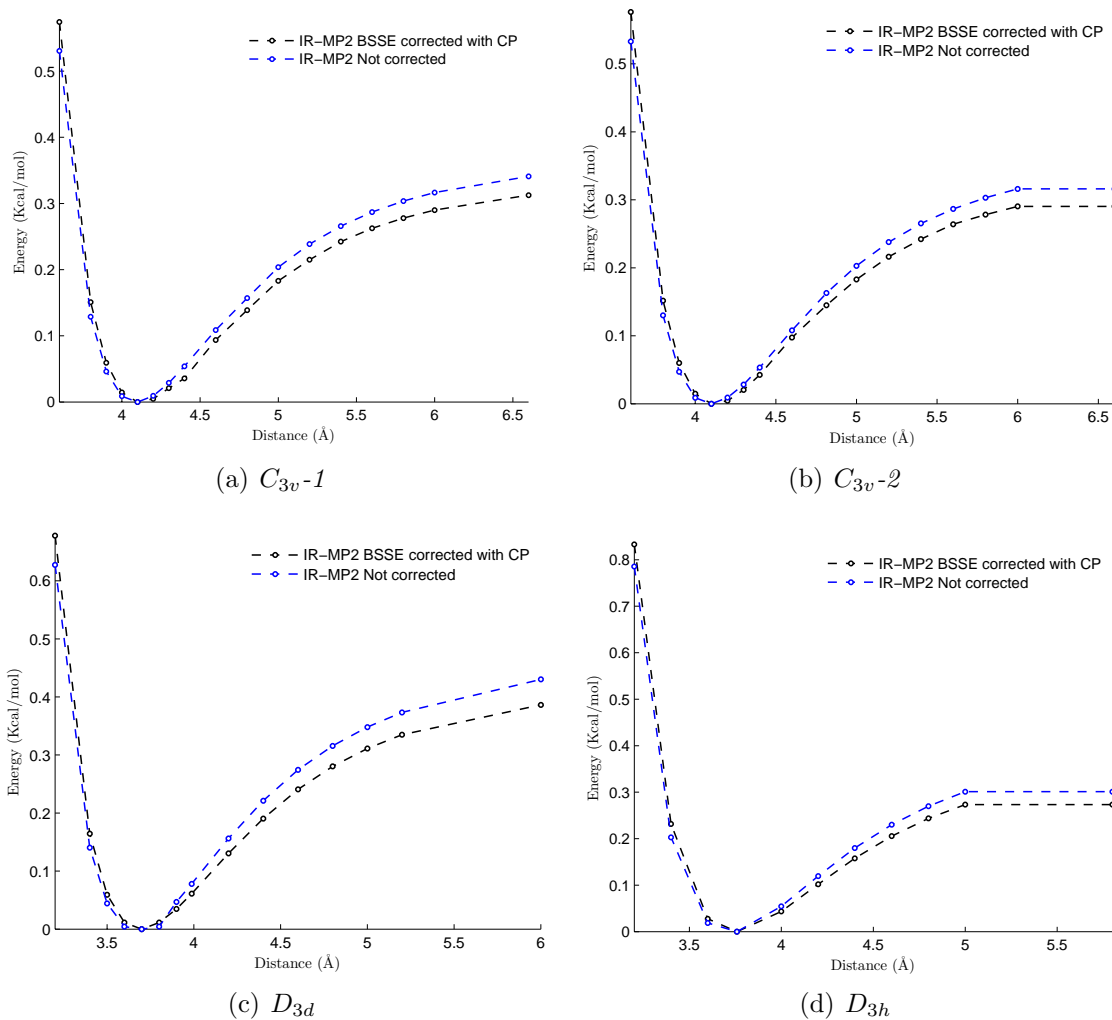 IR−MP2 BSSE corrected with CP
IR−MP2 Not corrected
Energy (Kcal/mol)
0.5
0.4
0.3
0.2
0.1
0
4 4.5 5 5.5 6 6.5
Distance (Å)
(a) C3v-1
IR−MP2 BSSE corrected with CP
IR−MP2 Not corrected
Energy (Kcal/mol)
0.5
0.4
0.3
0.2
0.1
0
4 4.5 5 5.5 6 6.5
Distance (Å)
(b) C3v-2
IR−MP2 BSSE corrected with CP
IR−MP2 Not corrected
Energy (Kcal/mol)
0.6
0.5
0.4
0.3
0.2
0.1
0
3.5 4 4.5 5 5.5 6
Distance (Å)
(c) D3d
IR−MP2 BSSE corrected with CP
IR−MP2 Not corrected
Energy (Kcal/mol)
0.8
0.7
0.6
0.5
0.4
0.3
0.2
0.1
0
3.5 4 4.5 5 5.5
Distance (Å)
(d) D3h